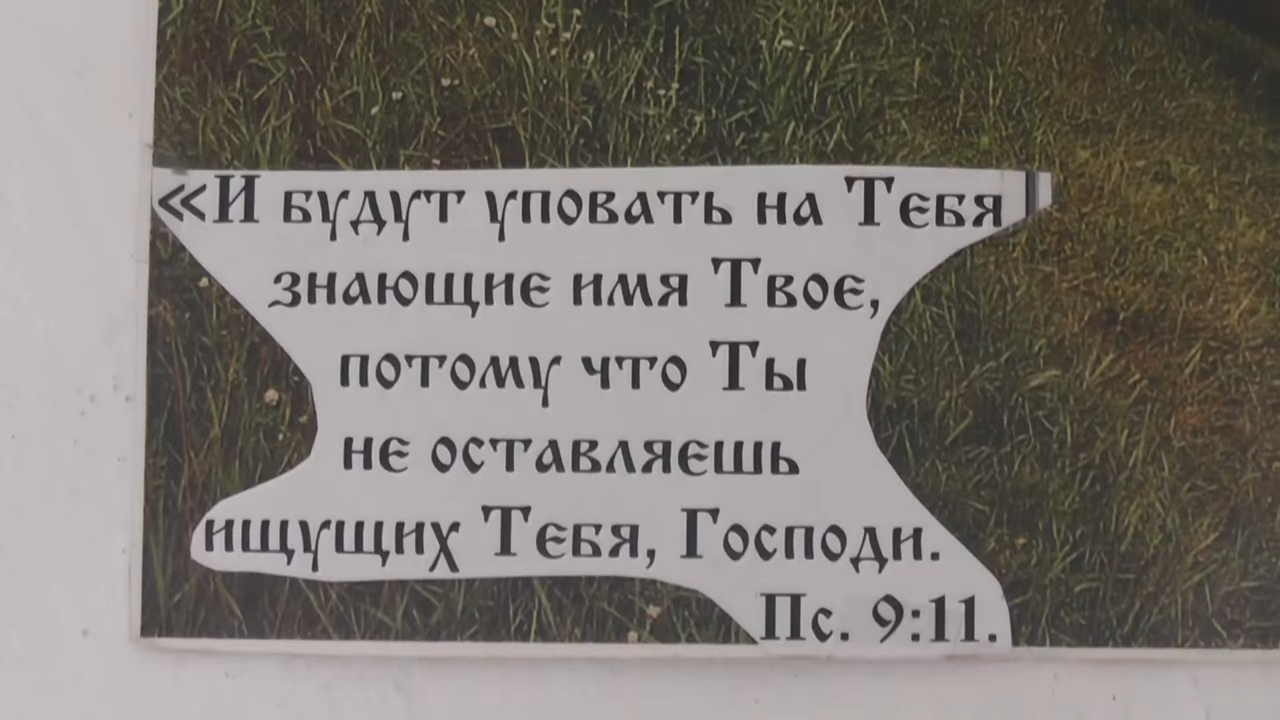 «И будут уповать на Тебя
знающие имя Твое,
потому что Ты
не оставляешь
ищущих Тебя, Господи.
Пс. 9:11.